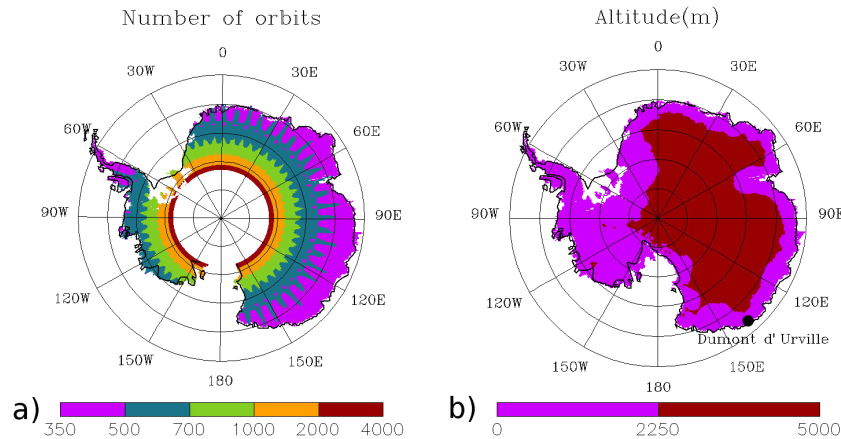 Number of orbits
0
30W
30E
60W
60E
90W
90E
120W
120E
150W
150E
180
a)
350
500
700
1000
2000
4000
Altitude(m)
0
30W
30E
60W
60E
90W
90E
120W
120E
Dumont d'Urville
150W
150E
180
b)
0
2250
5000